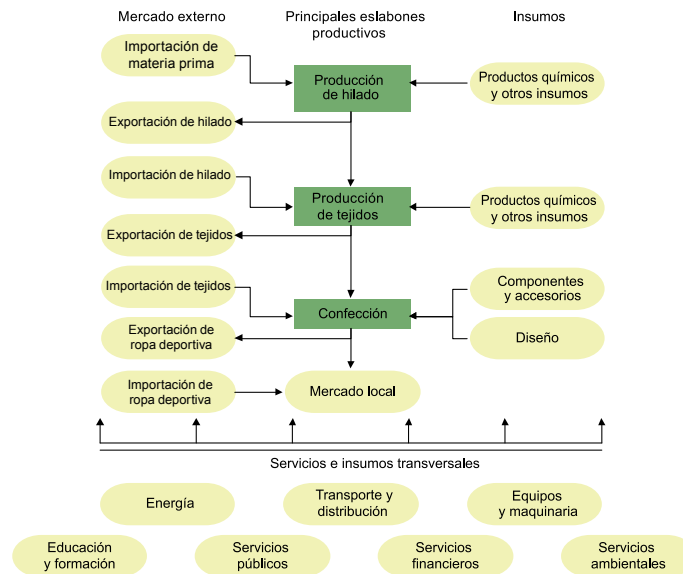 Mercado externo
Principales eslabones
productivos
Insumos
Importación de
materia prima
Producción
de hilado
Productos químicos
y otros insumos
Exportación de hilado
Importación de hilado
Producción
de tejidos
Productos químicos
y otros insumos
Exportación de tejidos
Importación de tejidos
Componentes
y accesorios
Confección
Exportación de
ropa deportiva
Diseño
Importación de
ropa deportiva
Mercado local
Servicios e insumos transversales
Energía
Transporte y
distribución
Equipos
y maquinaria
Educación
y formación
Servicios
públicos
Servicios
financieros
Servicios
ambientales